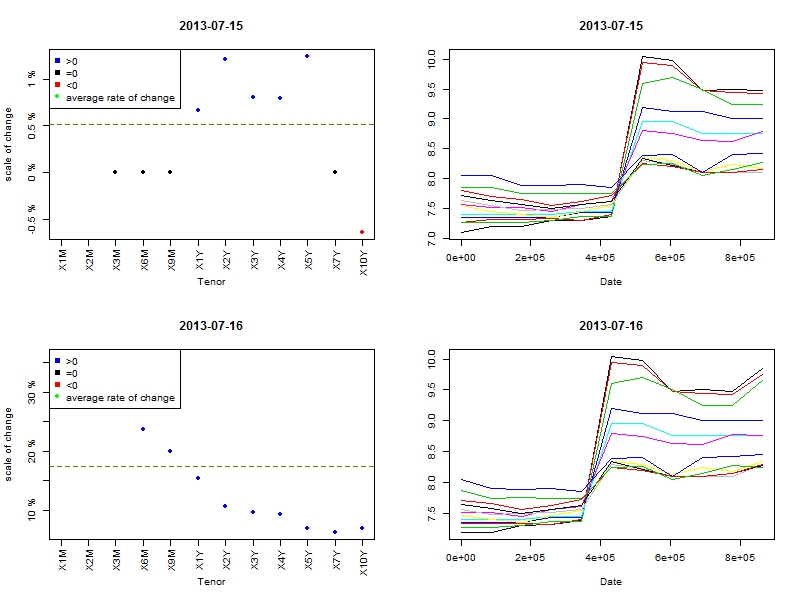 2013-07-15
>0
=0
<0
average rate of change
scale of change
1 %
0.5 %
0 %
-0.5 %
X1M X2M X3M X6M X9M X1Y X2Y X3Y X4Y X5Y X7Y X10Y
Tenor
2013-07-15
10.0
9.5
9.0
8.5
8.0
7.5
7.0
0e+00 2e+05 4e+05 6e+05 8e+05
Date
2013-07-16
>0
=0
<0
average rate of change
scale of change
30 %
20 %
10 %
X1M X2M X3M X6M X9M X1Y X2Y X3Y X4Y X5Y X7Y X10Y
Tenor
2013-07-16
10.0
9.5
9.0
8.5
8.0
7.5
0e+00 2e+05 4e+05 6e+05 8e+05
Date